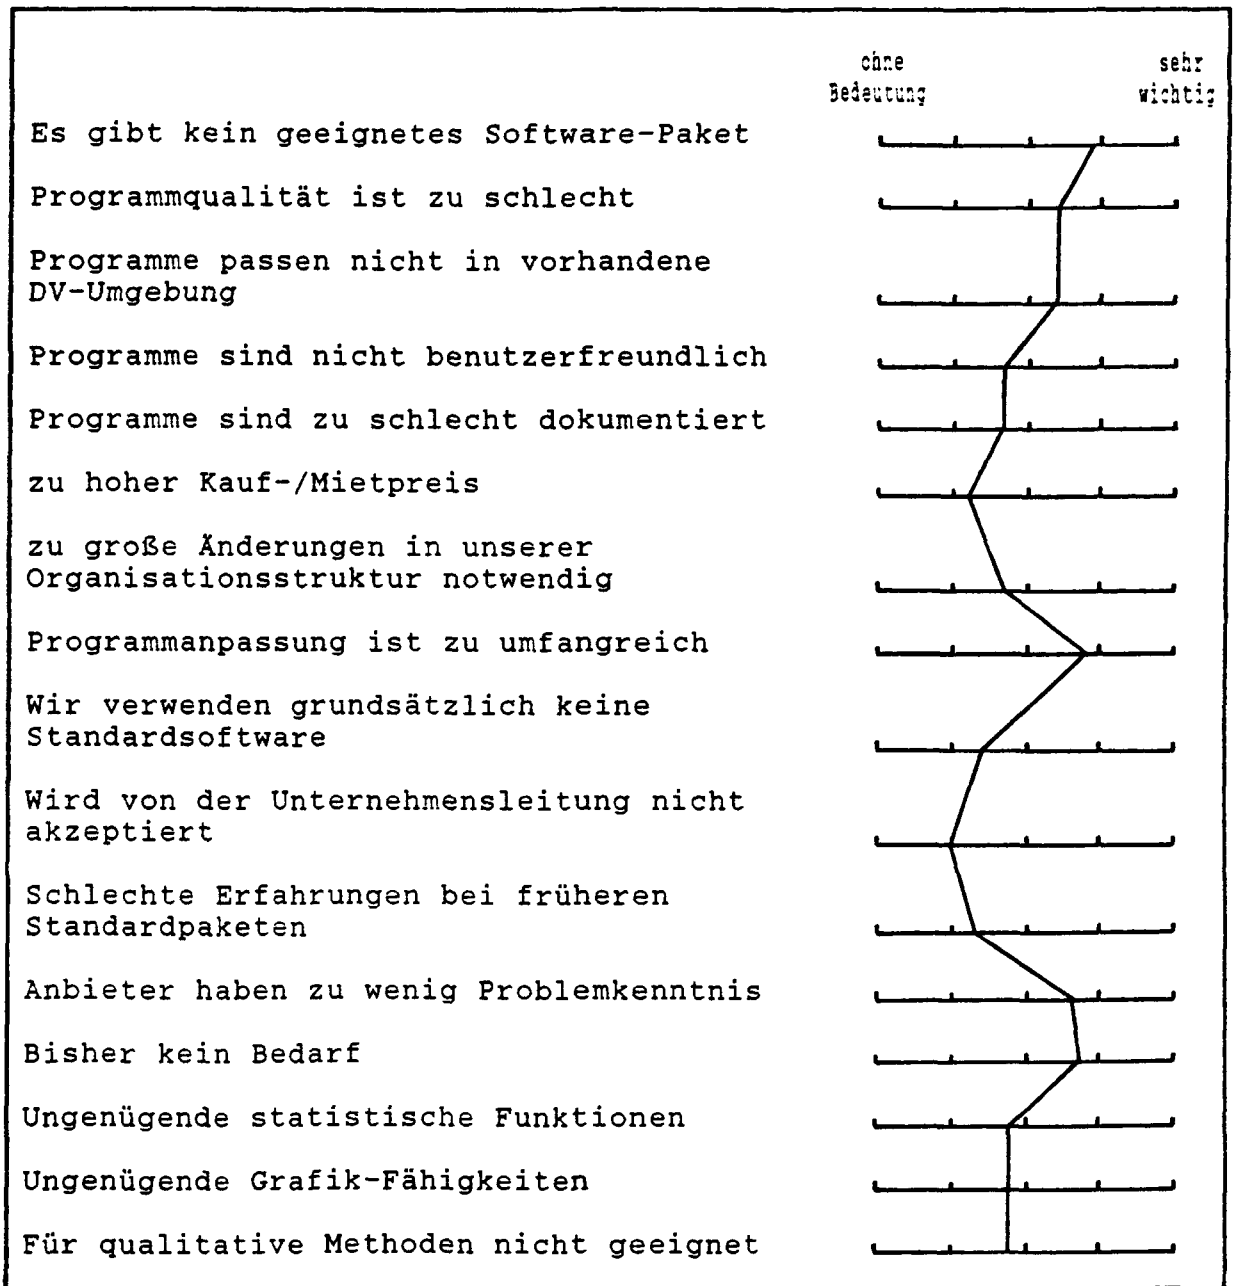 ohne
Bedeutung
sehr
wichtig
Es gibt kein geeignetes Software-Paket
Programmqualität ist zu schlecht
Programme passen nicht in vorhandene
DV-Umgebung
Programme sind nicht benutzerfreundlich
Programme sind zu schlecht dokumentiert
zu hoher Kauf-/Mietpreis
zu große Änderungen in unserer
Organisationsstruktur notwendig
Programmanpassung ist zu umfangreich
Wir verwenden grundsätzlich keine
Standardsoftware
Wird von der Unternehmensleitung nicht
akzeptiert
Schlechte Erfahrungen bei früheren
Standardpaketen
Anbieter haben zu wenig Problemkenntnis
Bisher kein Bedarf
Ungenügende statistische Funktionen
Ungenügende Grafik-Fähigkeiten
Für qualitative Methoden nicht geeignet